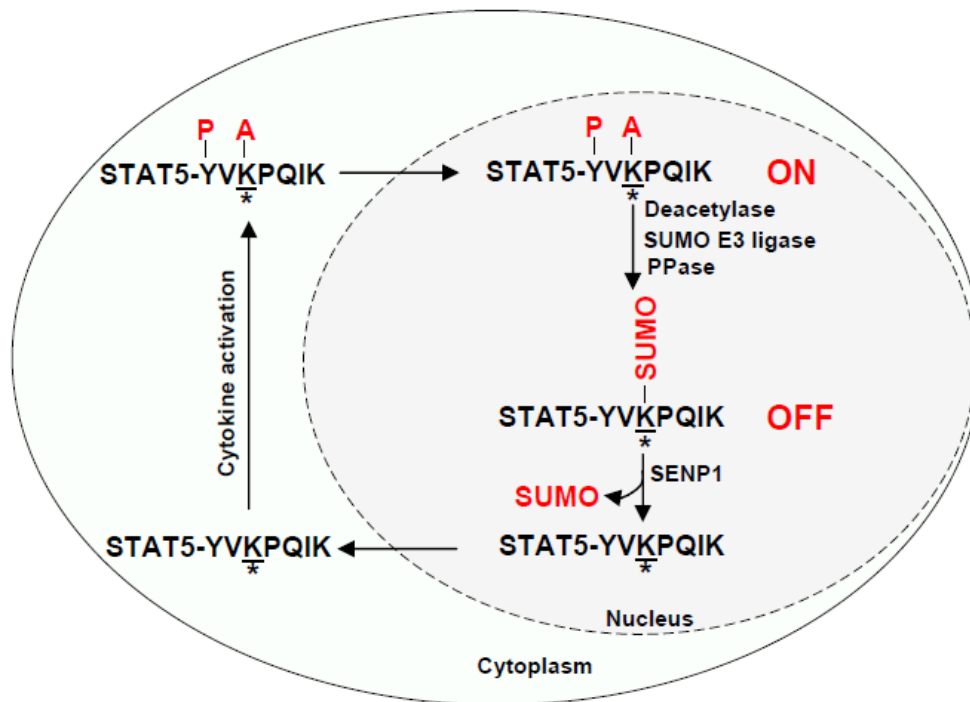 P A
STAT5-YVKPQIK
*
P A
STAT5-YVKPQIK
*
ON
Deacetylase
SUMO E3 ligase
PPase
SUMO
STAT5-YVKPQIK
*
OFF
SENP1
SUMO
STAT5-YVKPQIK
*
STAT5-YVKPQIK
*
Cytokine activation
Nucleus
Cytoplasm